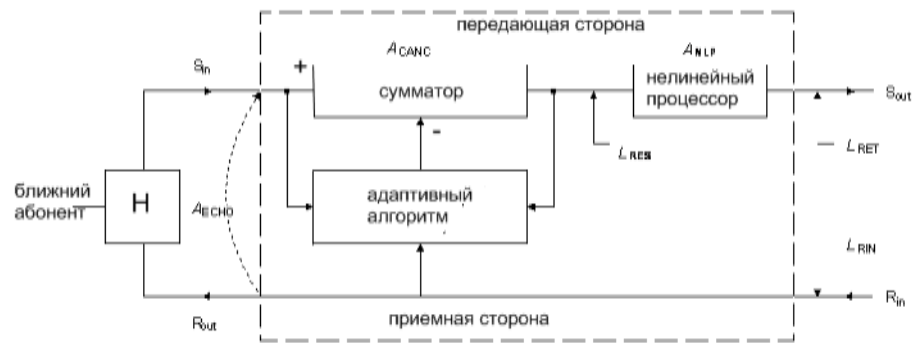 передающая сторона
A CANC
A NLP
S in
+
сумматор
нелинейный
процессор
S out
-
L RES
L RET
ближний
абонент
H
A ECHO
адаптивный
алгоритм
L RIN
R in
R out
приемная сторона